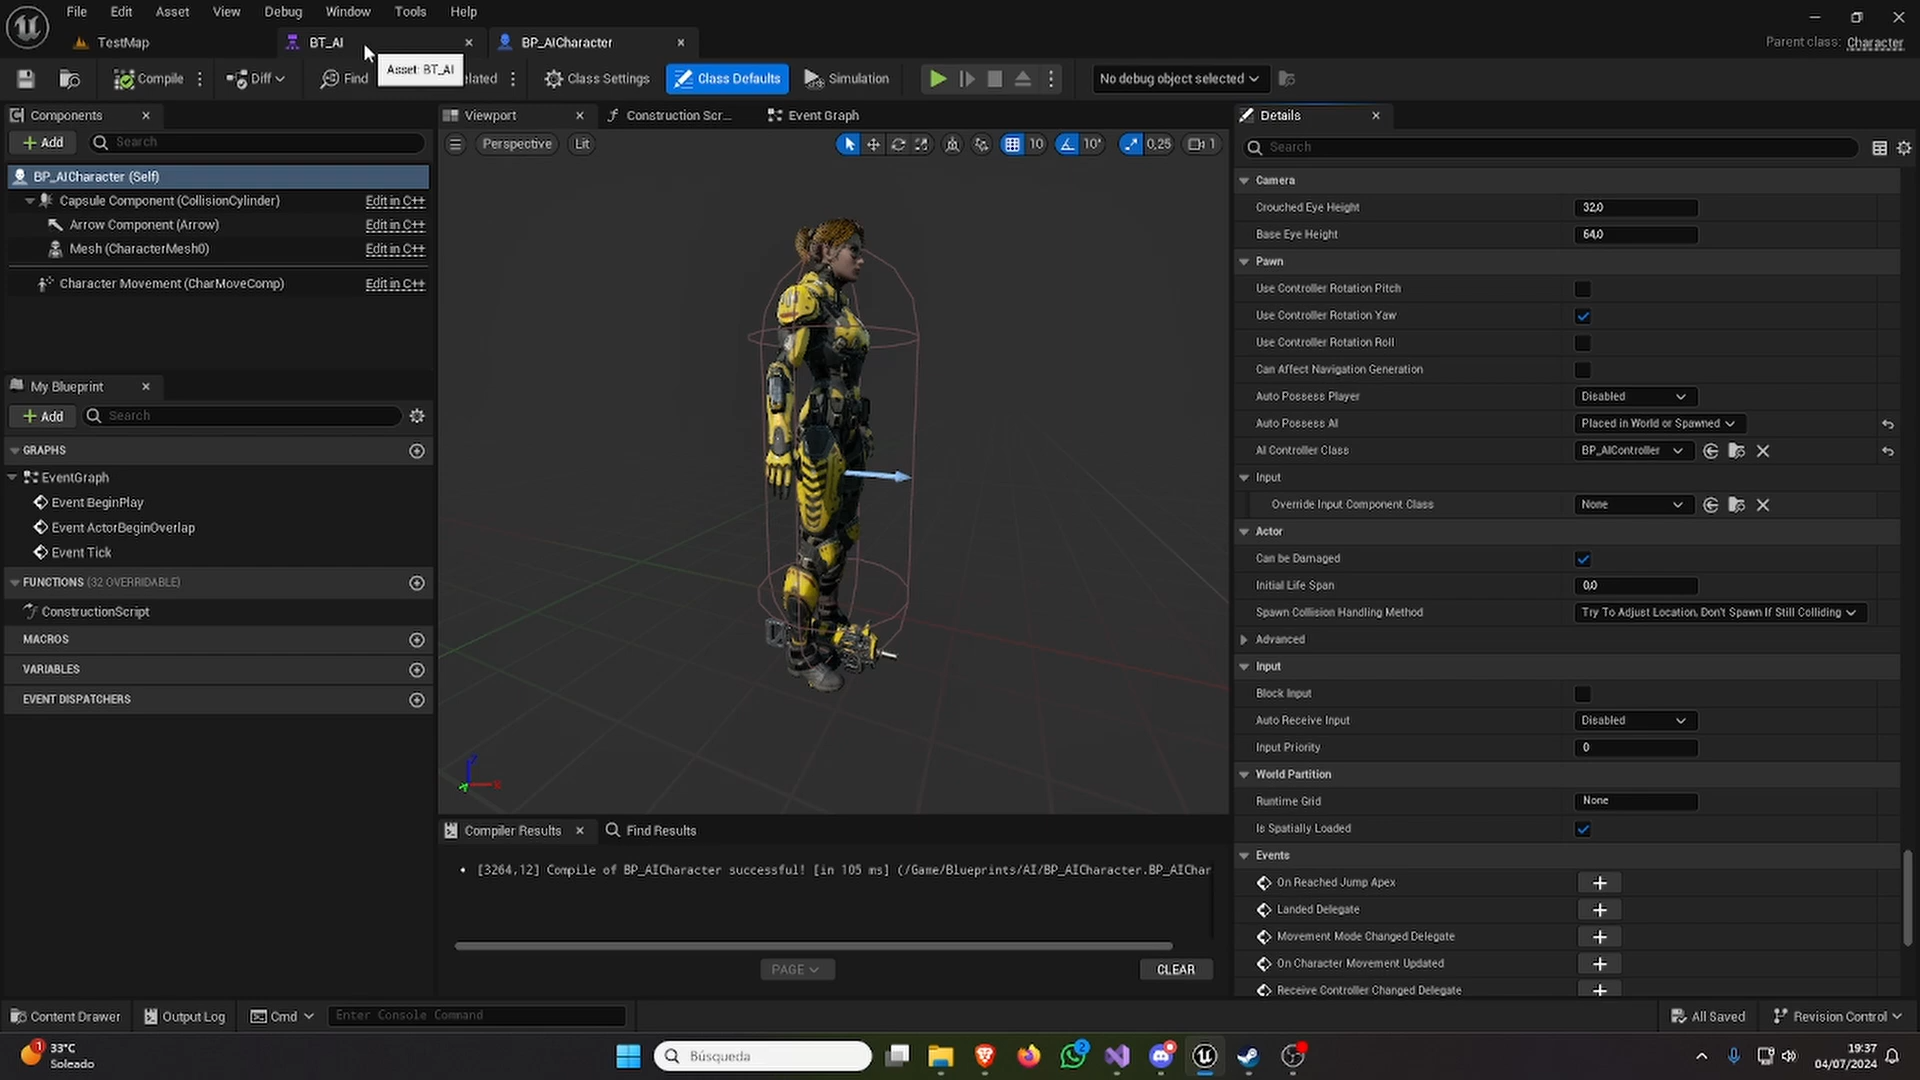 File Edit Asset View Debug Window Tools Help
TestMap BT_AI BP_AICharacter Parent class: Character
Asset: BT_AI
Compile Diff Find elated Class Settings Class Defaults Simulation No debug object selected
Components Viewport Construction Scr... Event Graph Details
Add Search
Perspective Lit 10 10° 0,25 1
Search
BP_AICharacter (Self)
Capsule Component (CollisionCylinder) Edit in C++
Arrow Component (Arrow) Edit in C++
Mesh (CharacterMesh0) Edit in C++
Character Movement (CharMoveComp) Edit in C++
My Blueprint
Add Search
GRAPHS
EventGraph
Event BeginPlay
Event ActorBeginOverlap
Event Tick
FUNCTIONS (32 OVERRIDABLE)
ConstructionScript
MACROS
VARIABLES
EVENT DISPATCHERS
Z X
Camera
Crouched Eye Height 32,0
Base Eye Height 64,0
Pawn
Use Controller Rotation Pitch
Use Controller Rotation Yaw
Use Controller Rotation Roll
Can Affect Navigation Generation
Auto Possess Player Disabled
Auto Possess AI Placed in World or Spawned
AI Controller Class BP_AIController
Input
Override Input Component Class None
Actor
Can be Damaged
Initial Life Span 0,0
Spawn Collision Handling Method Try To Adjust Location, Don't Spawn If Still Colliding
Advanced
Input
Block Input
Auto Receive Input Disabled
Input Priority 0
World Partition
Runtime Grid None
Is Spatially Loaded
Events
On Reached Jump Apex
Landed Delegate
Movement Mode Changed Delegate
On Character Movement Updated
Receive Controller Changed Delegate
Compiler Results Find Results
[3264,12] Compile of BP_AICharacter successful! [in 105 ms] (/Game/Blueprints/AI/BP_AICharacter.BP_AIChar
PAGE CLEAR
Content Drawer Output Log Cmd Enter Console Command All Saved Revision Control
1 33°C
Soleado
Búsqueda
2
19:37
04/07/2024